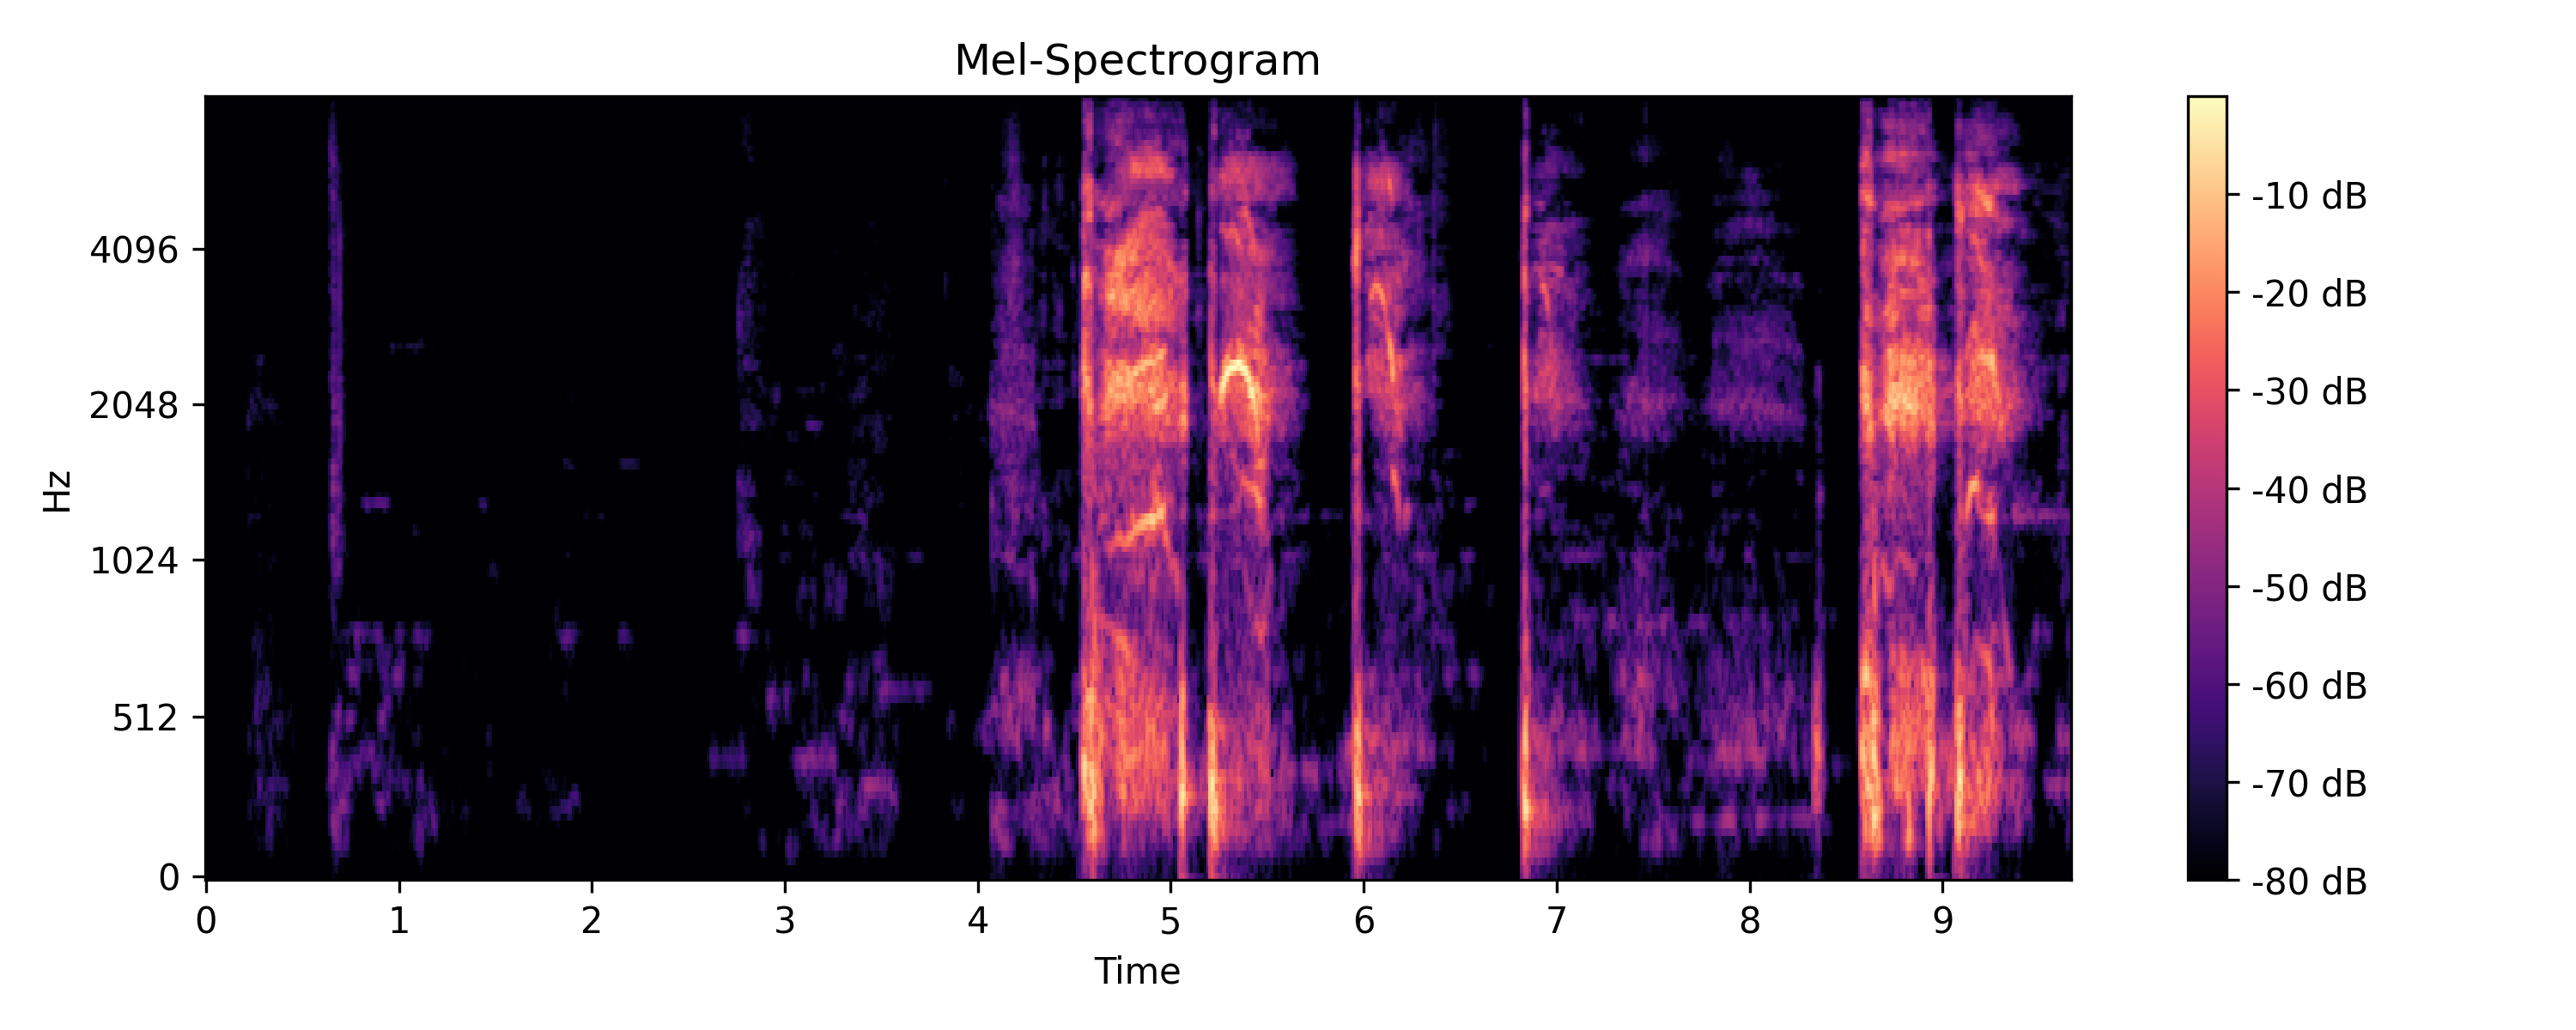 Mel-Spectrogram
Hz
4096
2048
1024
512
0
0 1 2 3 4 5 6 7 8 9
Time
-10 dB
-20 dB
-30 dB
-40 dB
-50 dB
-60 dB
-70 dB
-80 dB